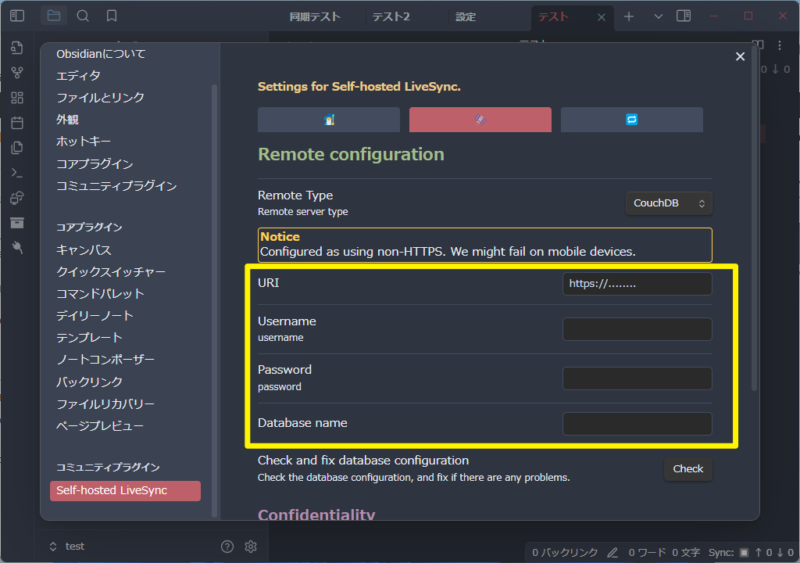 同期テスト テスト2 設定 テスト
Obsidianについて
エディタ
ファイルとリンク
外観
ホットキー
コアプラグイン
コミュニティプラグイン
コアプラグイン
キャンバス
クイックスイッチャー
コマンドパレット
デイリーノート
テンプレート
ノートコンポーザー
バックリンク
ファイルリカバリー
ページプレビュー
コミュニティプラグイン
Self-hosted LiveSync
Settings for Self-hosted LiveSync.
Remote configuration
Remote Type
Remote server type
CouchDB
Notice
Configured as using non-HTTPS. We might fail on mobile devices.
URI
https://........
Username
username
Password
password
Database name
Check and fix database configuration
Check the database configuration, and fix if there are any problems.
Check
Confidentiality
test
0 バックリンク 0 ワード 0 文字 Sync: ↑ 0 ↓ 0